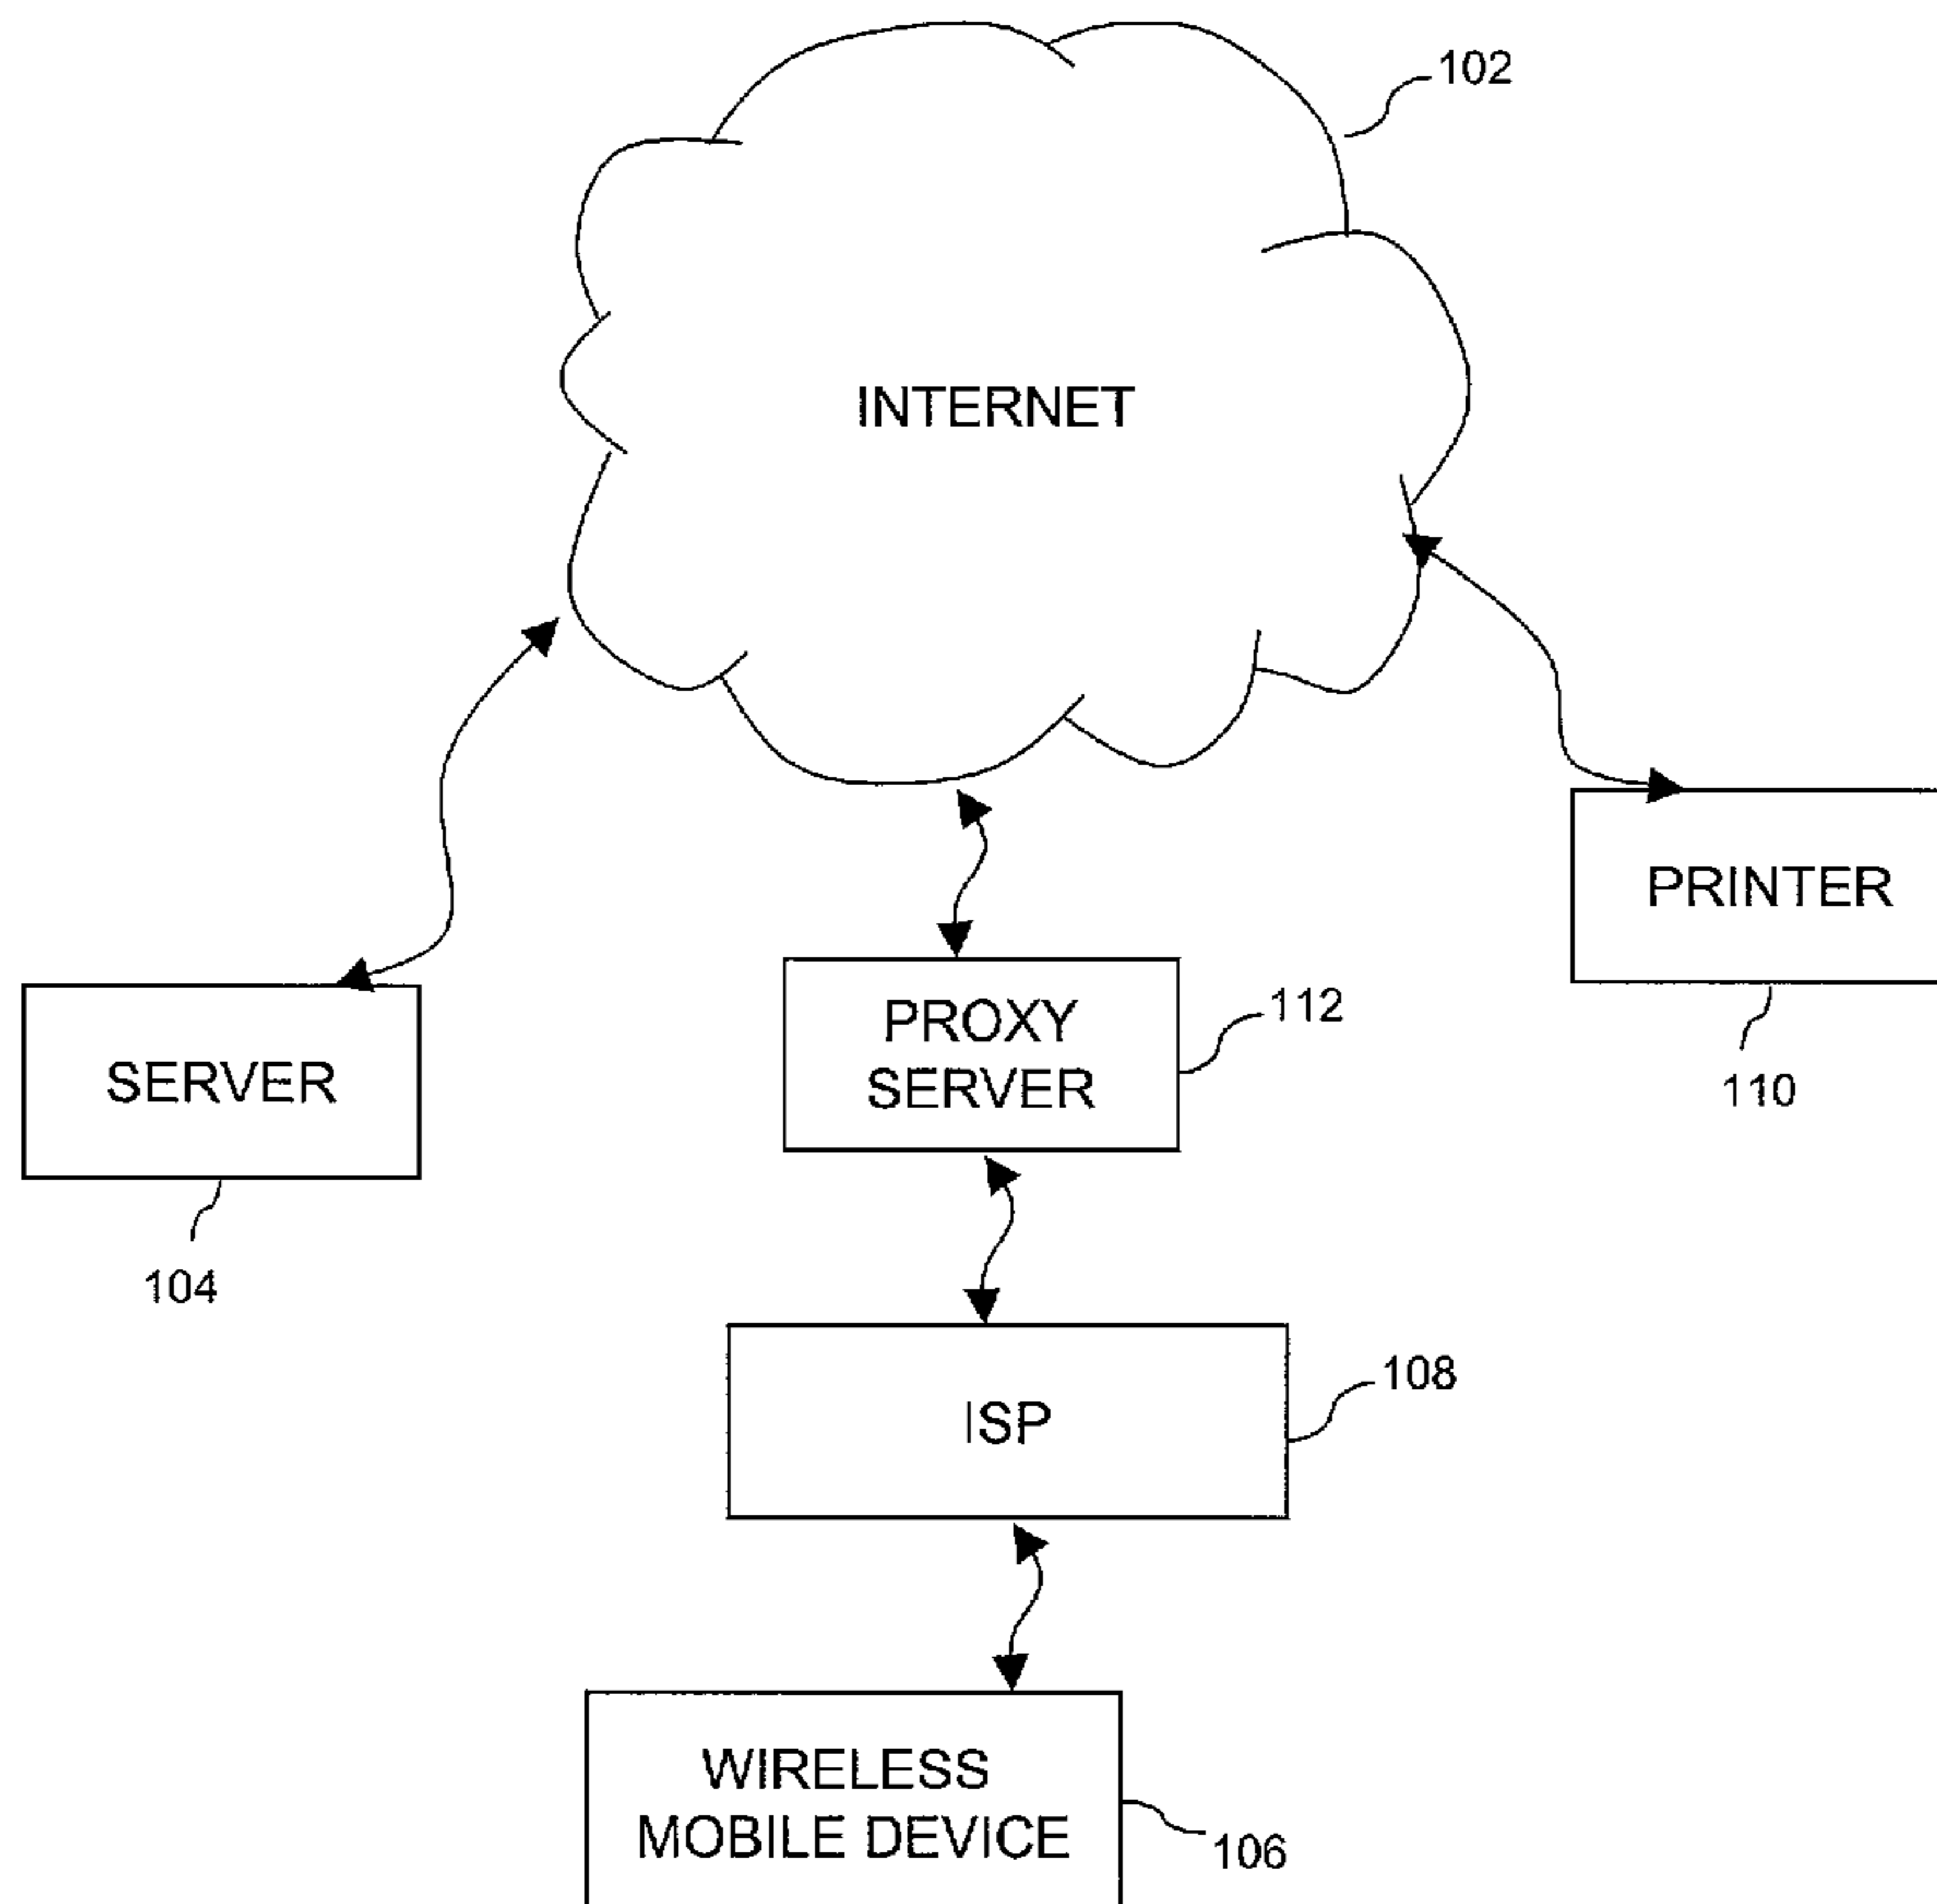 102
INTERNET
PRINTER
110
PROXY
SERVER
112
SERVER
104
ISP
108
WIRELESS
MOBILE DEVICE
106